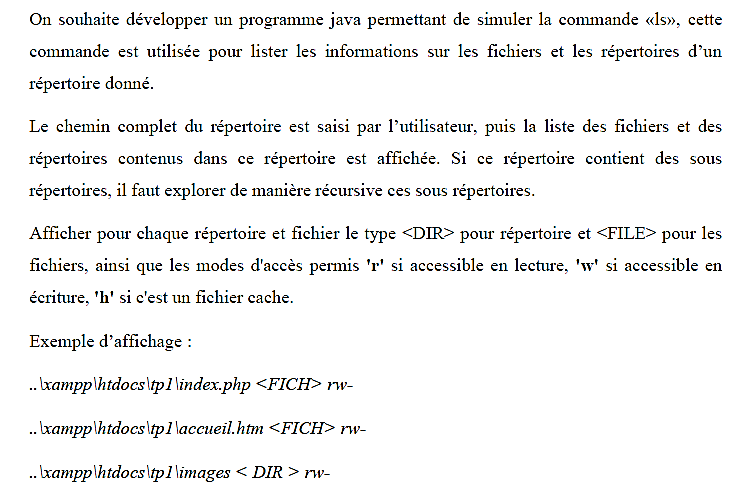 On souhaite développer un programme java permettant de simuler la commande «ls», cette
commande est utilisée pour lister les informations sur les fichiers et les répertoires d’un
répertoire donné.
Le chemin complet du répertoire est saisi par l’utilisateur, puis la liste des fichiers et des
répertoires contenus dans ce répertoire est affichée. Si ce répertoire contient des sous
répertoires, il faut explorer de manière récursive ces sous répertoires.
Afficher pour chaque répertoire et fichier le type <DIR> pour répertoire et <FILE> pour les
fichiers, ainsi que les modes d'accès permis 'r' si accessible en lecture, 'w' si accessible en
écriture, 'h' si c'est un fichier cache.
Exemple d’affichage :
..\xampp\htdocs\tp1\index.php <FICH> rw-
..\xampp\htdocs\tp1\accueil.htm <FICH> rw-
..\xampp\htdocs\tp1\images < DIR > rw-